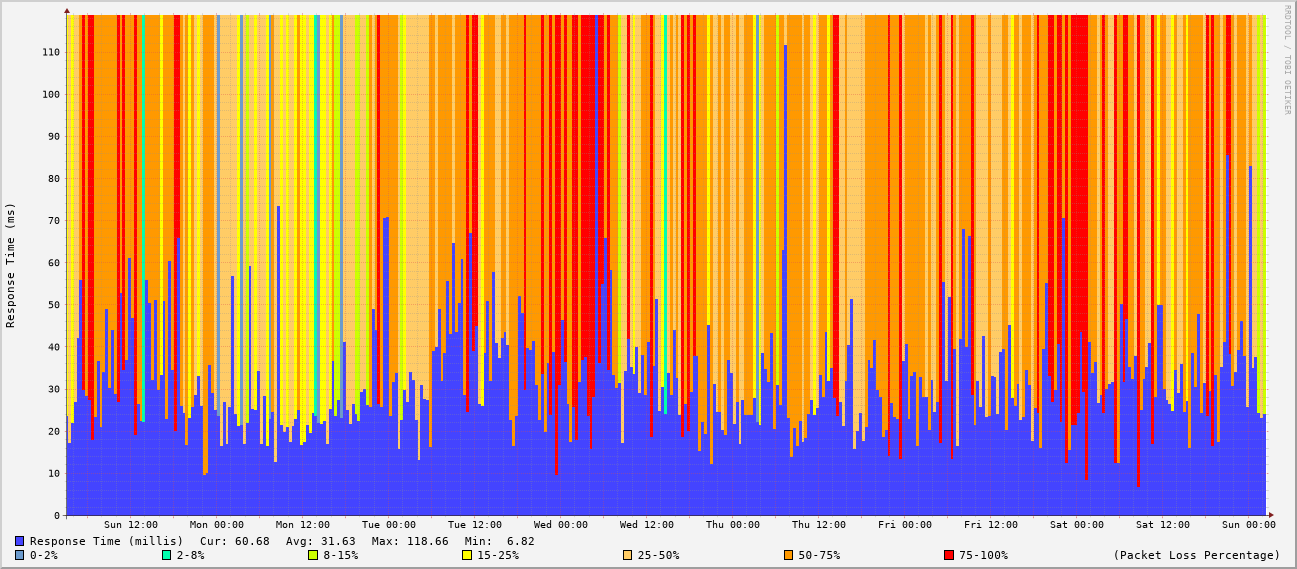 RRDTOOL / TOBI OETIKER
Response Time (ms)
110
100
90
80
70
60
50
40
30
20
10
0
Sun 12:00 Mon 00:00 Mon 12:00 Tue 00:00 Tue 12:00 Wed 00:00 Wed 12:00 Thu 00:00 Thu 12:00 Fri 00:00 Fri 12:00 Sat 00:00 Sat 12:00 Sun 00:00
Response Time (millis) Cur: 60.68 Avg: 31.63 Max: 118.66 Min: 6.82
0-2% 2-8% 8-15% 15-25% 25-50% 50-75% 75-100% (Packet Loss Percentage)